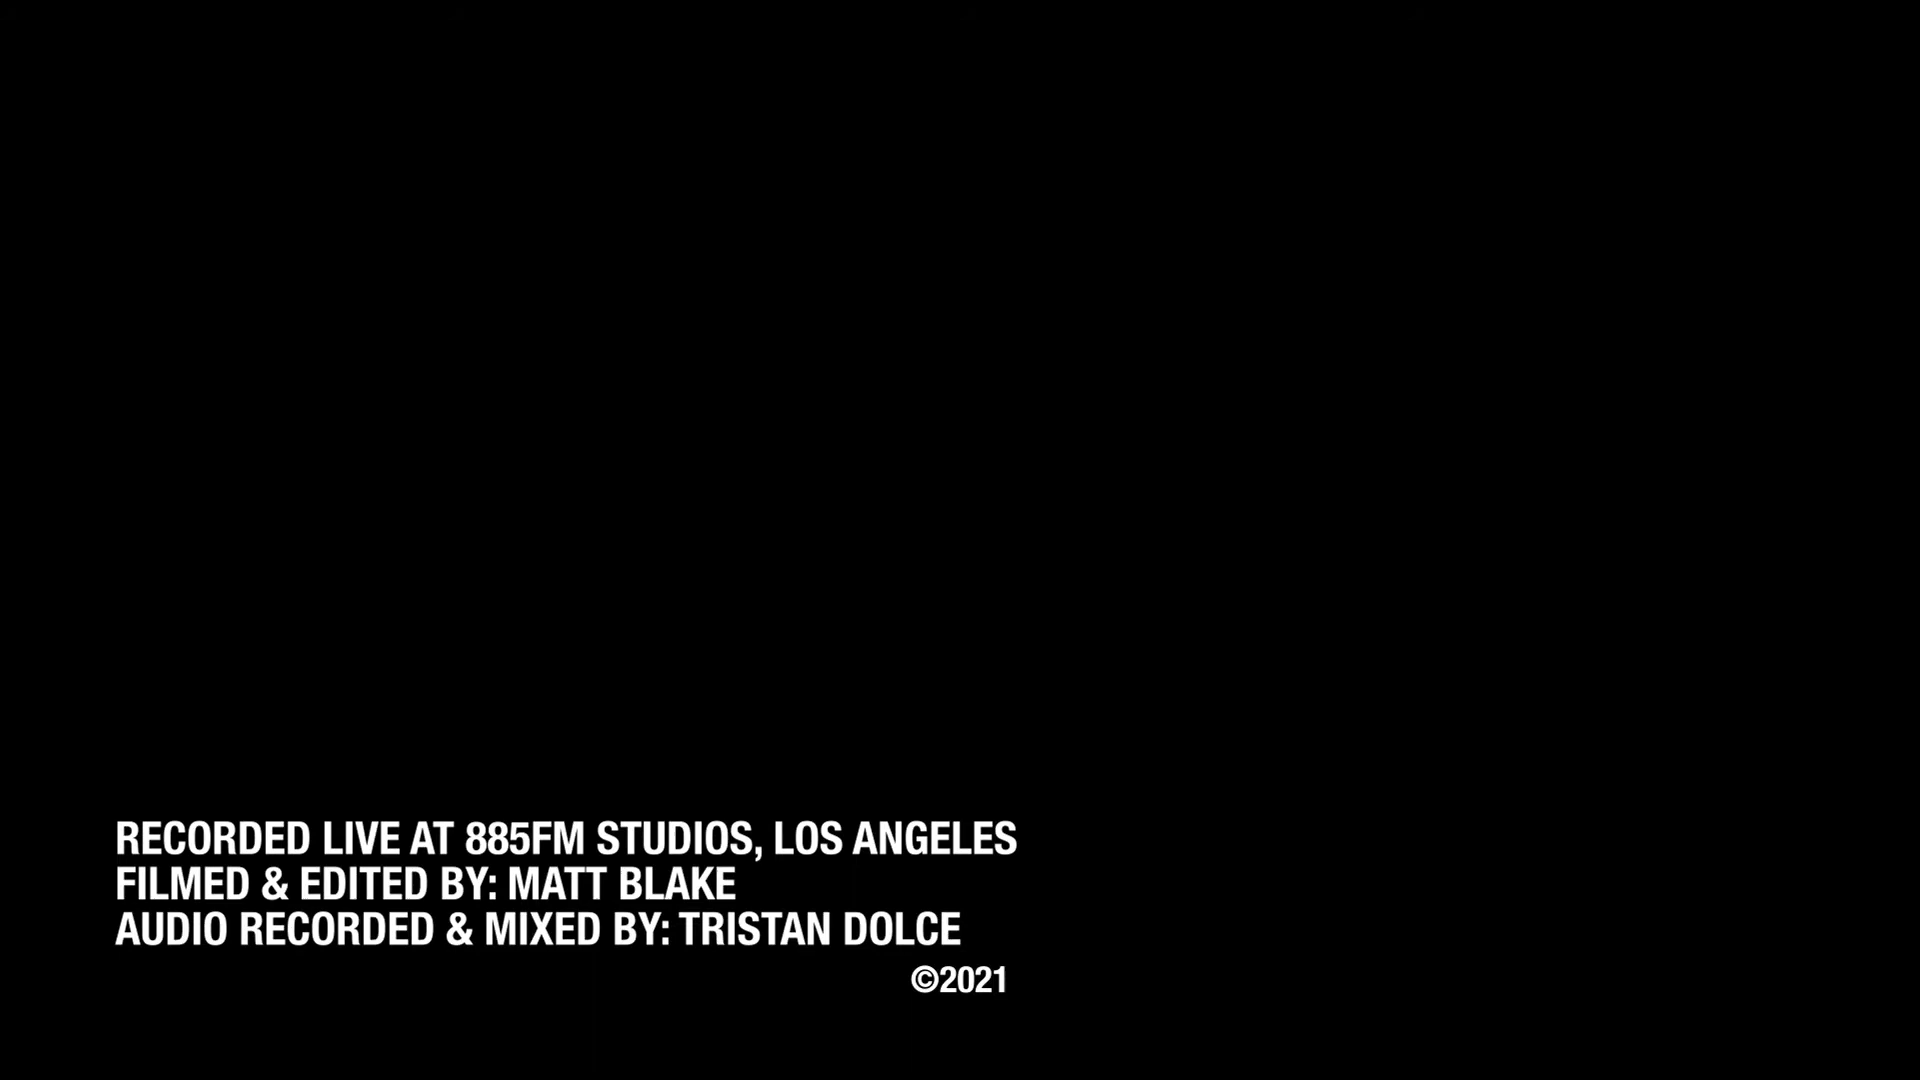 RECORDED LIVE AT 885FM STUDIOS, LOS ANGELES
FILMED & EDITED BY: MATT BLAKE
AUDIO RECORDED & MIXED BY: TRISTAN DOLCE
©2021